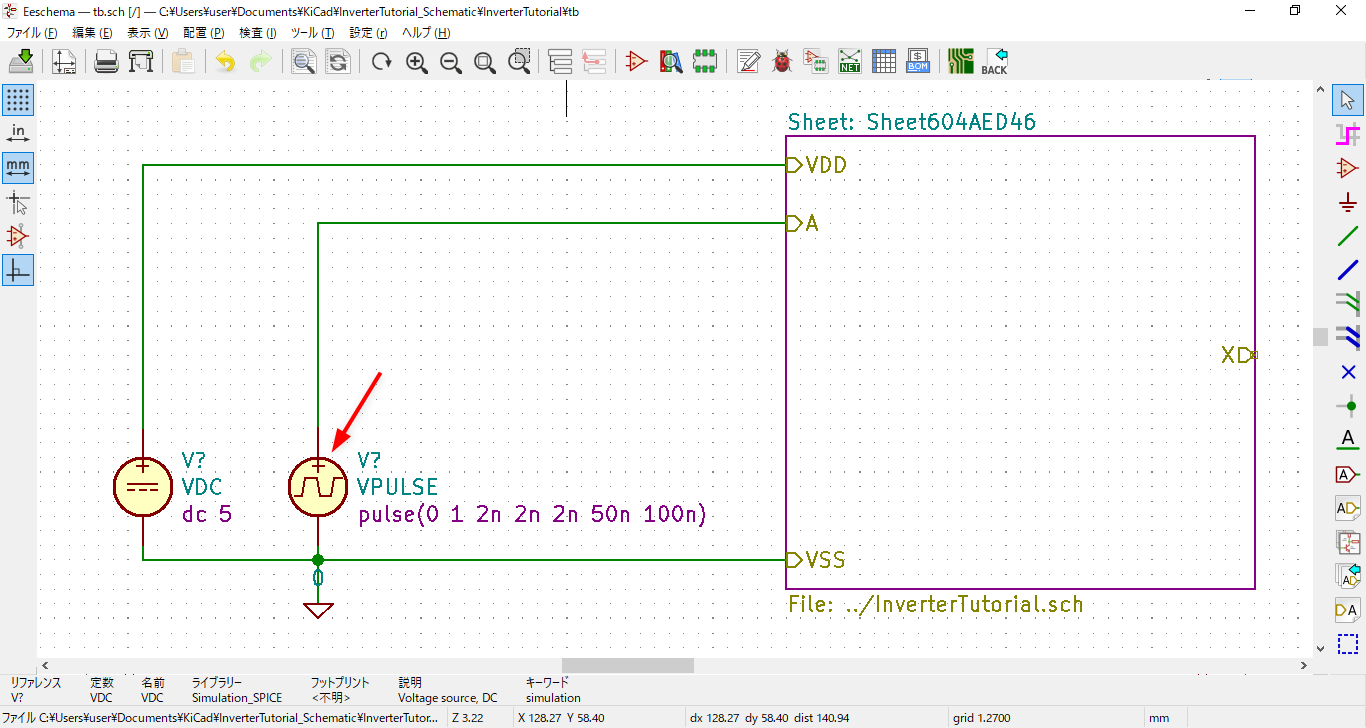 Eeschema — tb.sch [/] — C:¥Users¥user¥Documents¥KiCad¥InverterTutorial_Schematic¥InverterTutorial¥tb
ファイル (F) 編集 (E) 表示 (V) 配置 (P) 検査 (I) ツール (T) 設定 (r) ヘルプ (H)
NET
BOM
BACK
in
mm
Sheet: Sheet604AED46
VDD
A
X
V?
VDC
dc 5
V?
VPULSE
pulse(0 1 2n 2n 2n 50n 100n)
VSS
0
File: ../InverterTutorial.sch
A
A
AD
AD
DA
リファレンス 定数 名前 ライブラリー フットプリント 説明 キーワード
V? VDC VDC Simulation_SPICE <不明> Voltage source, DC simulation
ファイル C:¥Users¥user¥Documents¥KiCad¥InverterTutorial_Schematic¥InverterTutor... Z 3.22 X 128.27 Y 58.40 dx 128.27 dy 58.40 dist 140.94 grid 1.2700 mm